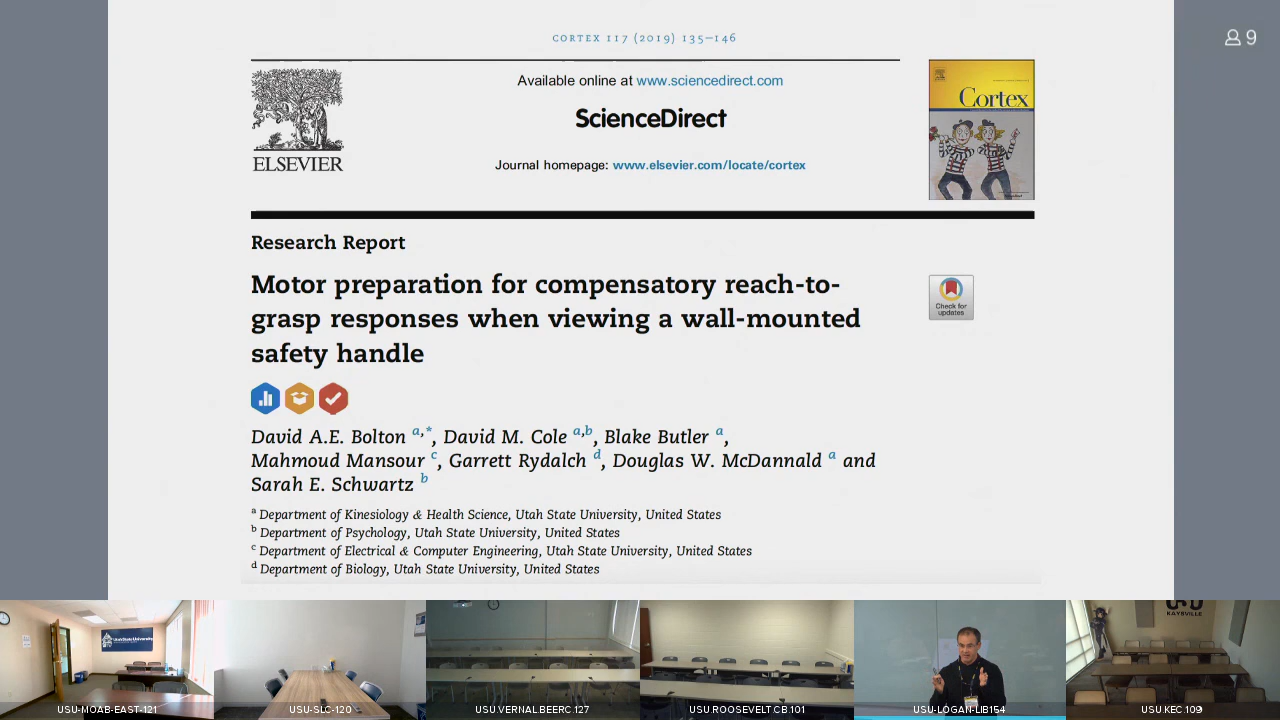 CORTEX 117 (2019) 135–146
9
Available online at www.sciencedirect.com
ScienceDirect
Journal homepage: www.elsevier.com/locate/cortex
ELSEVIER
Cortex
Research Report
Motor preparation for compensatory reach-to-
grasp responses when viewing a wall-mounted
safety handle
Check for
updates
David A.E. Bolton a,*, David M. Cole a,b, Blake Butler a,
Mahmoud Mansour c, Garrett Rydalch d, Douglas W. McDannald a and
Sarah E. Schwartz b
a Department of Kinesiology & Health Science, Utah State University, United States
b Department of Psychology, Utah State University, United States
c Department of Electrical & Computer Engineering, Utah State University, United States
d Department of Biology, Utah State University, United States
UtahStateUniversity
KAYSVILLE
USU-MOAB-EAST-121
USU-SLC-120
USU.VERNAL.BEERC.127
USU.ROOSEVELT.CB.101
USU-LOGAN-LIB154
USU.KEC.109